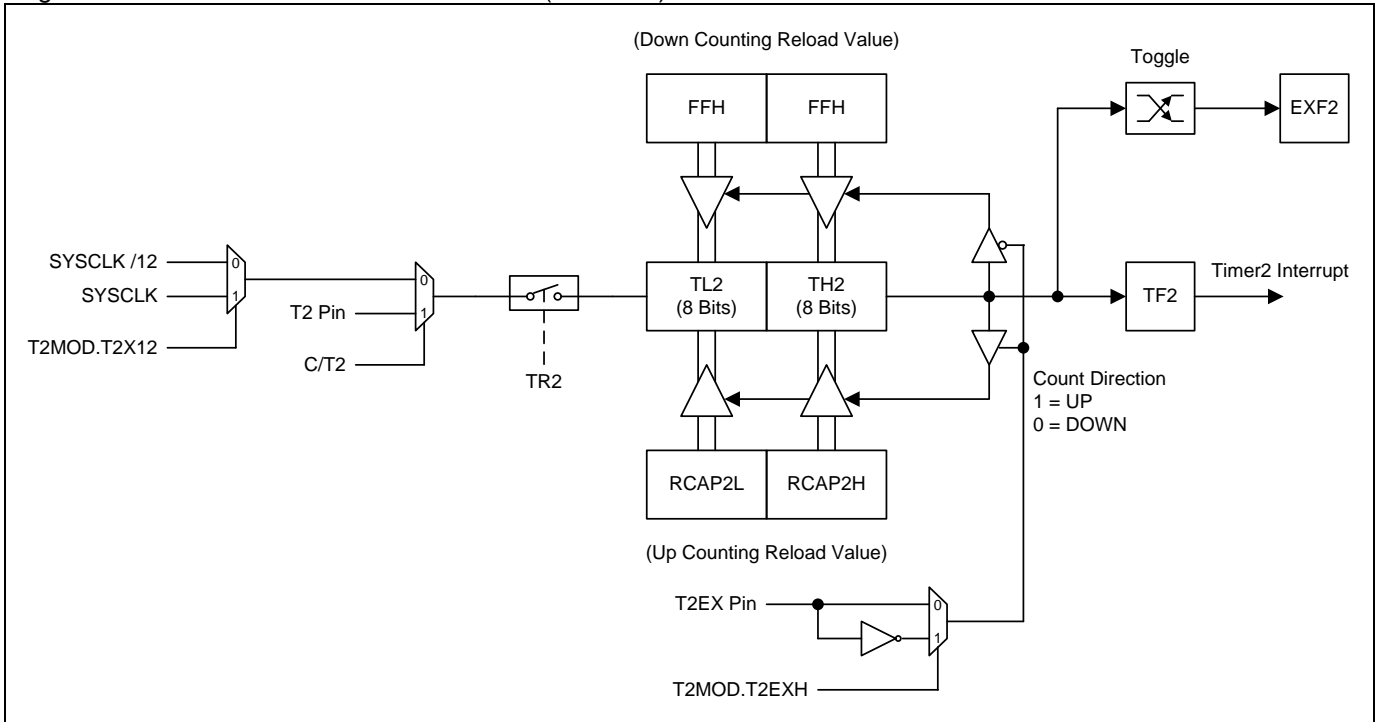 (Down Counting Reload Value)
Toggle
FFH
FFH
EXF2
SYSCLK /12
0
SYSCLK
1
T2MOD.T2X12
0
T2 Pin
1
C/T2
TR2
TL2
(8 Bits)
TH2
(8 Bits)
TF2
Timer2 Interrupt
Count Direction
1 = UP
0 = DOWN
RCAP2L
RCAP2H
(Up Counting Reload Value)
T2EX Pin
0
1
T2MOD.T2EXH